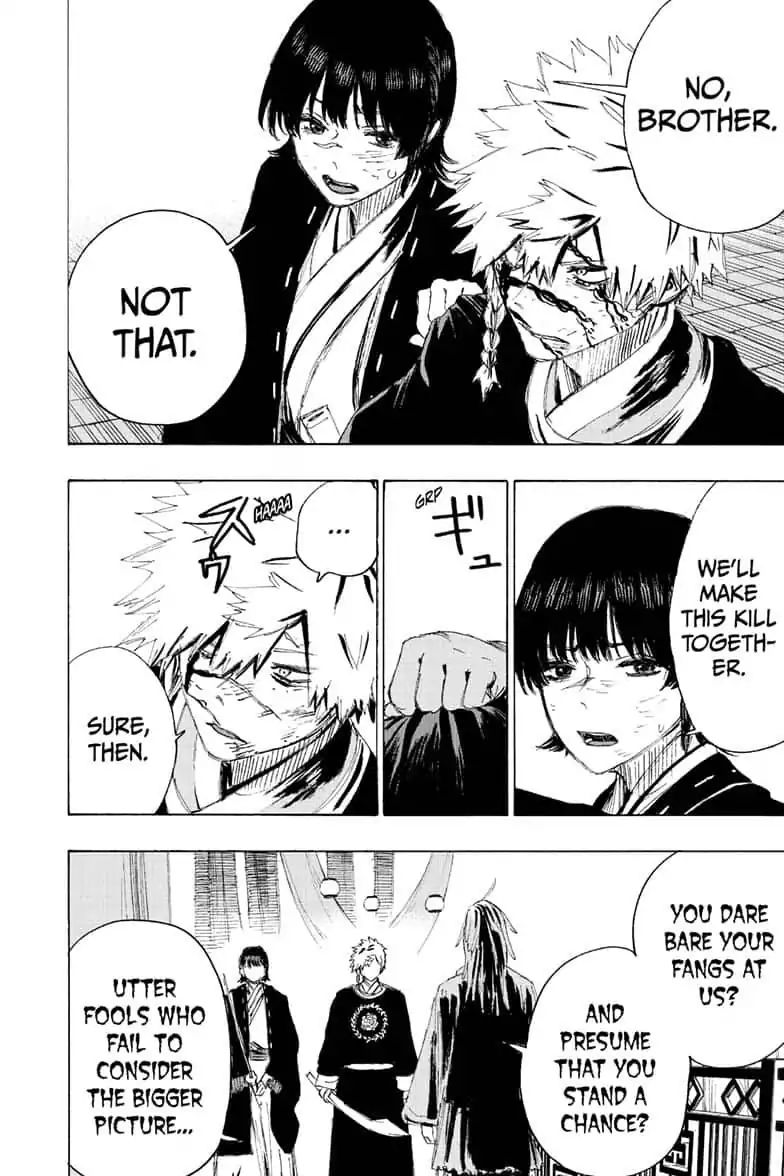 NO,
BROTHER.
NOT
THAT.
WE'LL
MAKE
THIS KILL
TOGETH-
ER.
GRP
ギュ
...
HAAAA
スゥ
SURE,
THEN.
YOU DARE
BARE YOUR
FANGS AT
US?
AND
PRESUME
THAT YOU
STAND A
CHANCE?
UTTER
FOOLS WHO
FAIL TO
CONSIDER
THE BIGGER
PICTURE...